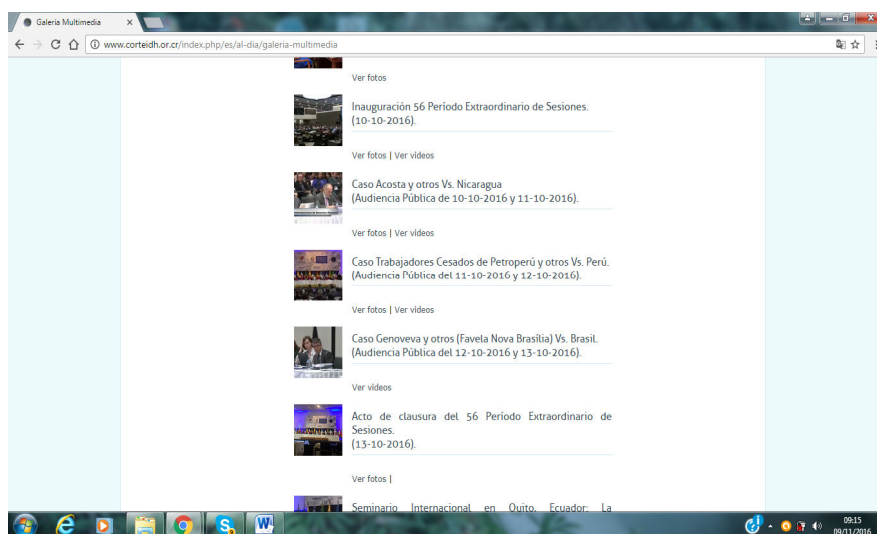 Galería Multimedia
www.corteidh.or.cr/index.php/es/al-dia/galeria-multimedia
Ver fotos
Inauguración 56 Período Extraordinario de Sesiones.
(10-10-2016).
Ver fotos | Ver videos
Caso Acosta y otros Vs. Nicaragua
(Audiencia Pública de 10-10-2016 y 11-10-2016).
Ver fotos | Ver videos
Caso Trabajadores Cesados de Petroperú y otros Vs. Perú.
(Audiencia Pública del 11-10-2016 y 12-10-2016).
Ver fotos | Ver videos
Caso Genoveva y otros (Favela Nova Brasília) Vs. Brasil.
(Audiencia Pública del 12-10-2016 y 13-10-2016).
Ver videos
Acto de clausura del 56 Período Extraordinario de
Sesiones.
(13-10-2016).
Ver fotos |
Seminario Internacional en Quito, Ecuador: La
09:15
09/11/2016